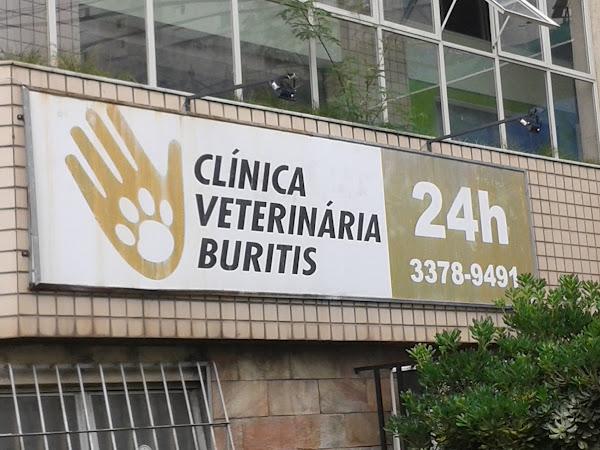 CLÍNICA
VETERINÁRIA
BURITIS
24h
3378-9491